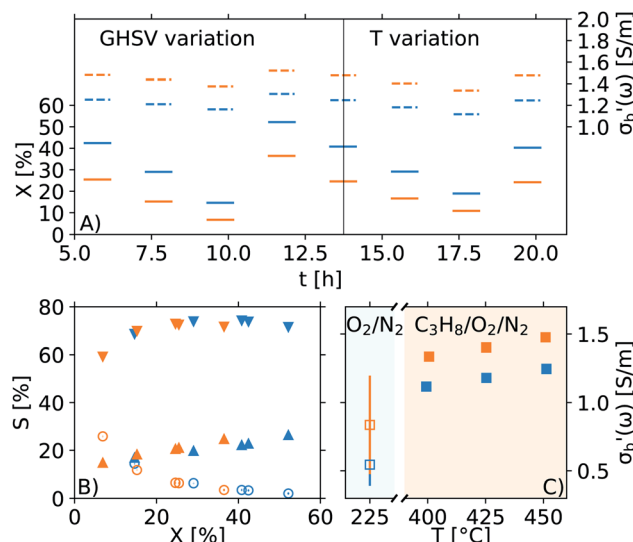 GHSV variation
T variation
X [%]
0
10
20
30
40
50
60
A)
5.0
7.5
10.0
12.5
15.0
17.5
20.0
t [h]
1.0
1.2
1.4
1.6
1.8
2.0
σb'(ω) [S/m]
S [%]
0
20
40
60
80
B)
0
20
40
60
X [%]
O2/N2
C3H8/O2/N2
C)
225
400
425
450
T [°C]
0.5
1.0
1.5
σb'(ω) [S/m]